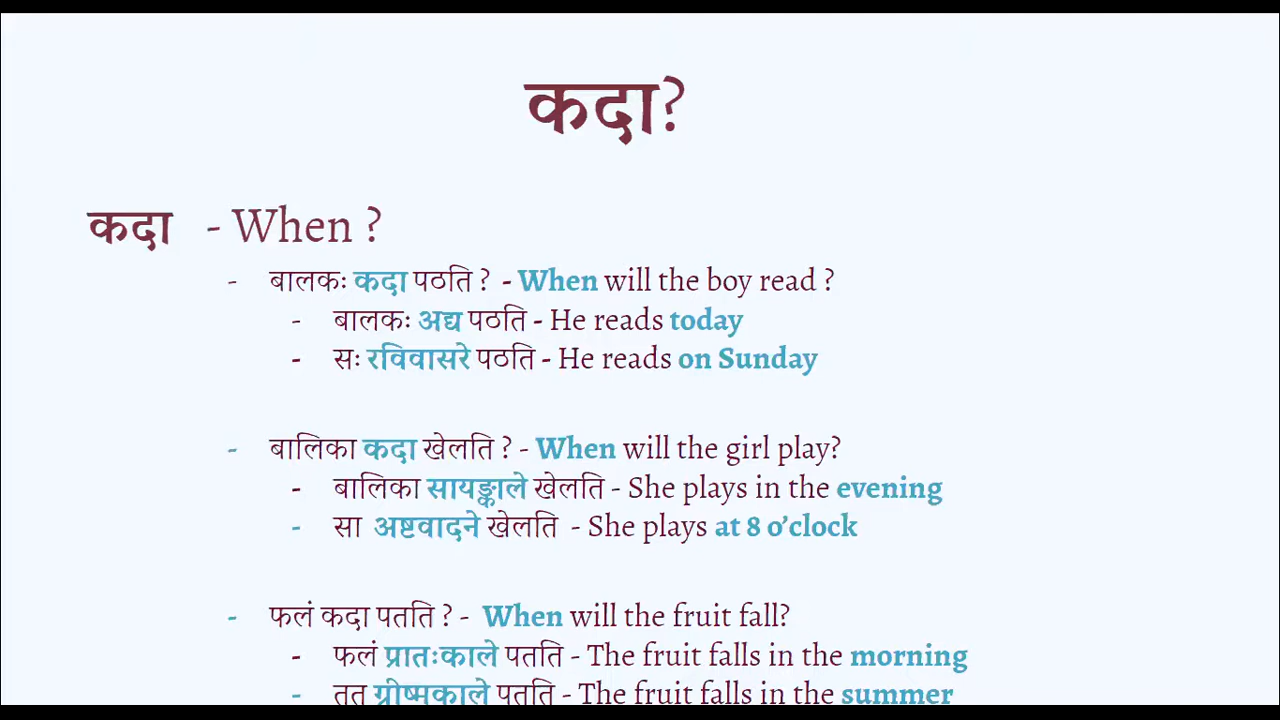 कदा?
कदा - When ?
- बालकः कदा पठति ? - When will the boy read ?
- बालकः अद्य पठति - He reads today
- सः रविवासरे पठति - He reads on Sunday
- बालिका कदा खेलति ? - When will the girl play?
- बालिका सायङ्काले खेलति - She plays in the evening
- सा अष्टवादने खेलति - She plays at 8 o’clock
- फलं कदा पतति ? - When will the fruit fall?
- फलं प्रातःकाले पतति - The fruit falls in the morning
- तत् ग्रीष्मकाले पतति - The fruit falls in the summer